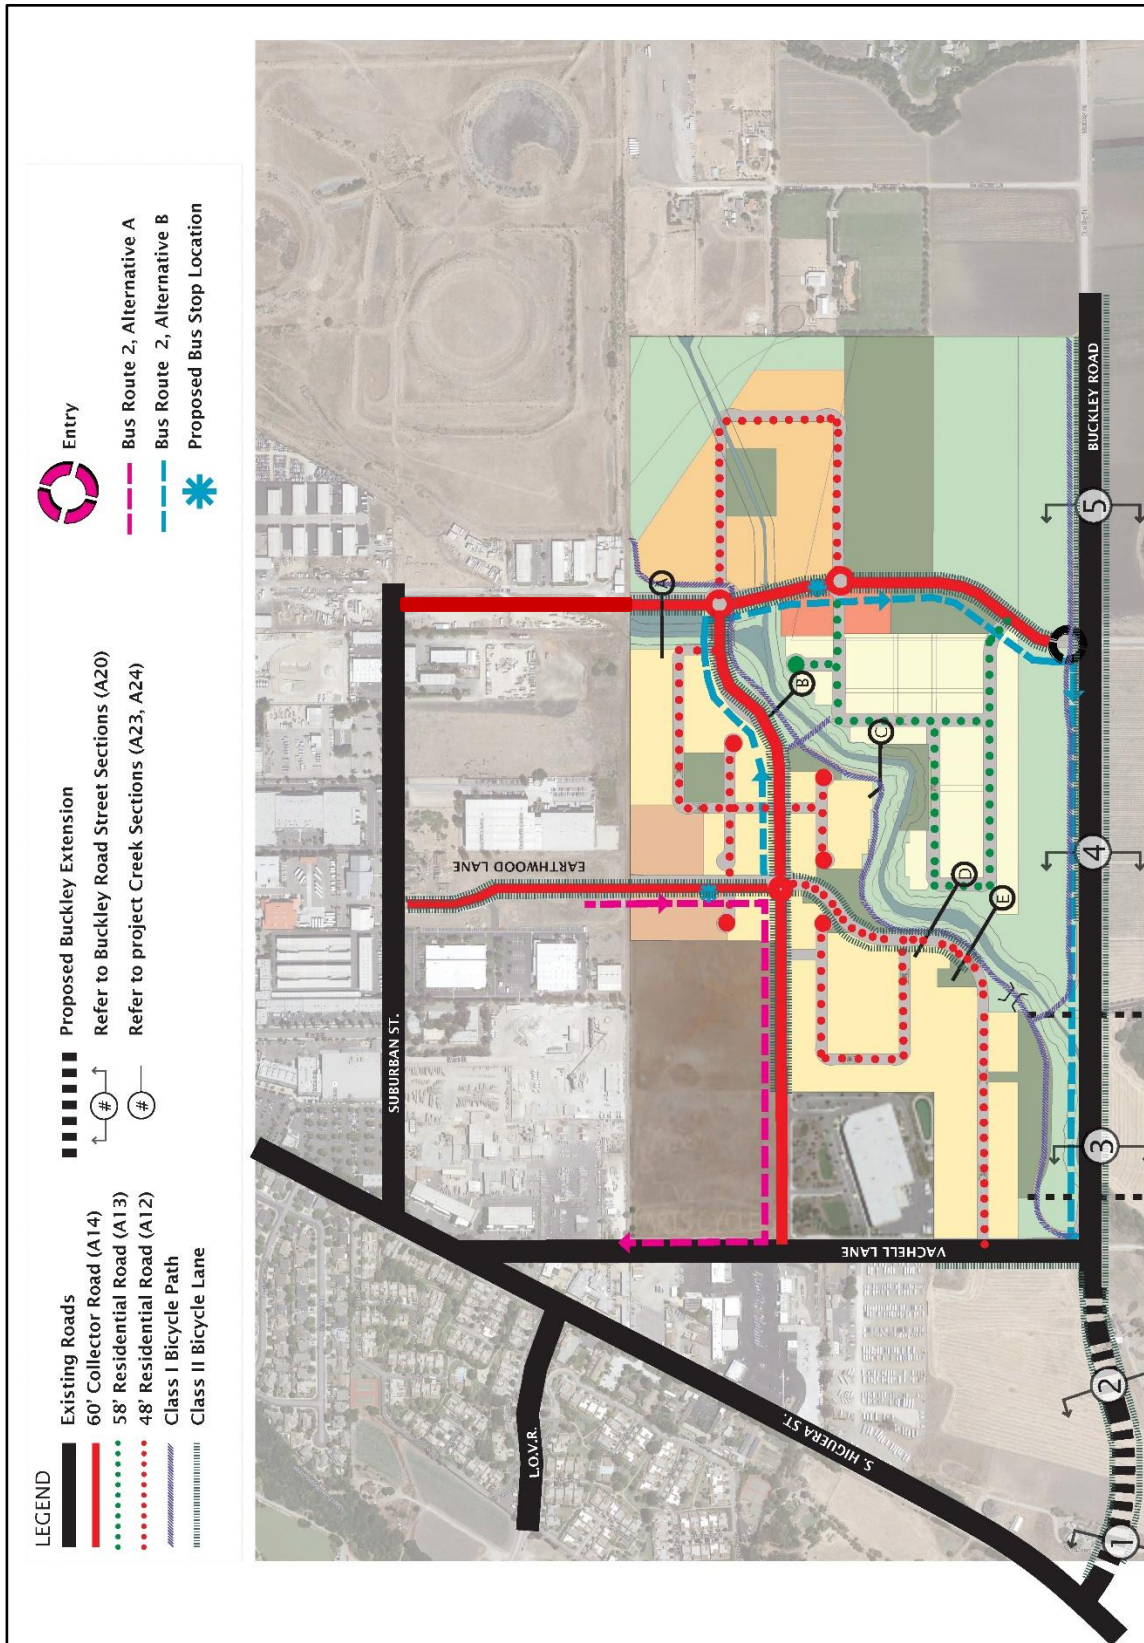 LEGEND
Existing Roads
60' Collector Road (A14)
58' Residential Road (A13)
48' Residential Road (A12)
Class I Bicycle Path
Class II Bicycle Lane
Proposed Buckley Extension
# Refer to Buckley Road Street Sections (A20)
# Refer to project Creek Sections (A23, A24)
Entry
Bus Route 2, Alternative A
Bus Route 2, Alternative B
Proposed Bus Stop Location
SUBURBAN ST.
EARTHWOOD LANE
L.O.V.R.
S. HIGUERA ST.
VACHELL LANE
BUCKLEY ROAD
A
B
C
D
E
1
2
3
4
5